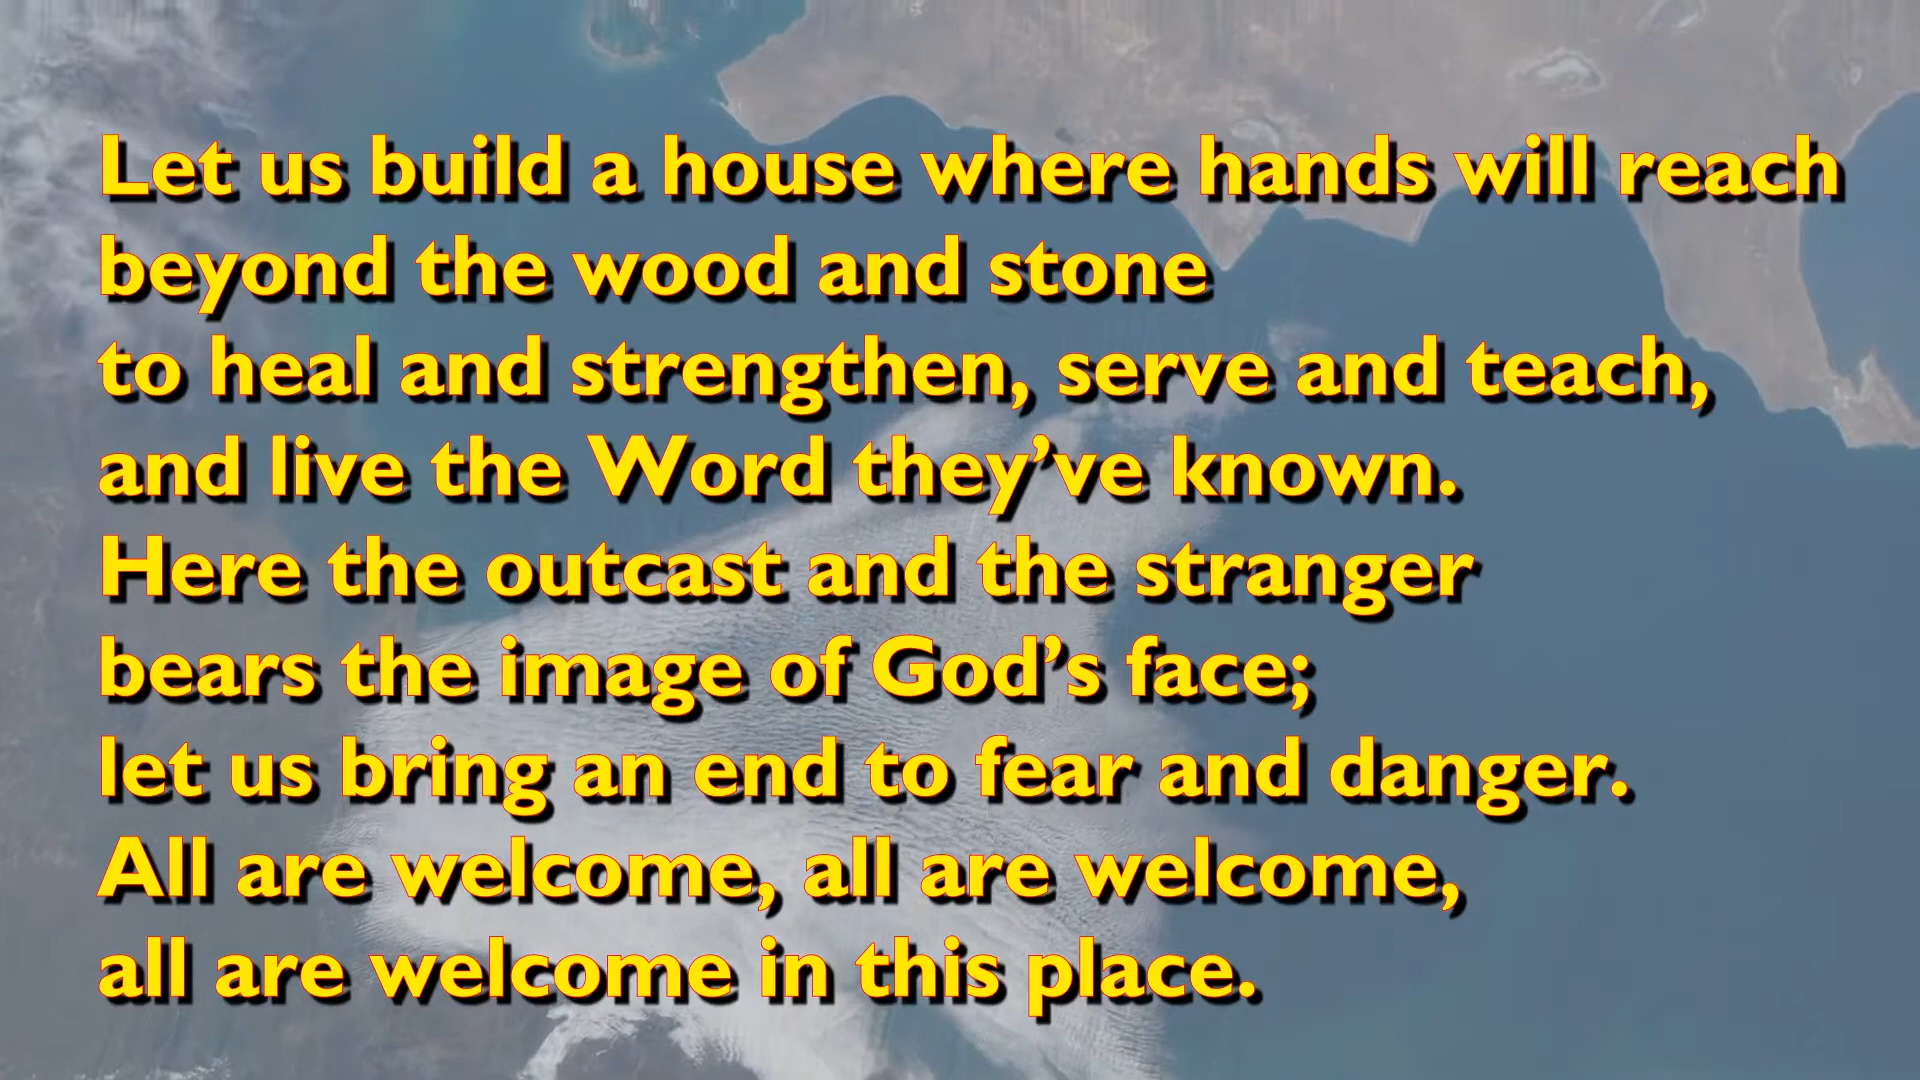 Let us build a house where hands will reach
beyond the wood and stone
to heal and strengthen, serve and teach,
and live the Word they’ve known.
Here the outcast and the stranger
bears the image of God’s face;
let us bring an end to fear and danger.
All are welcome, all are welcome,
all are welcome in this place.